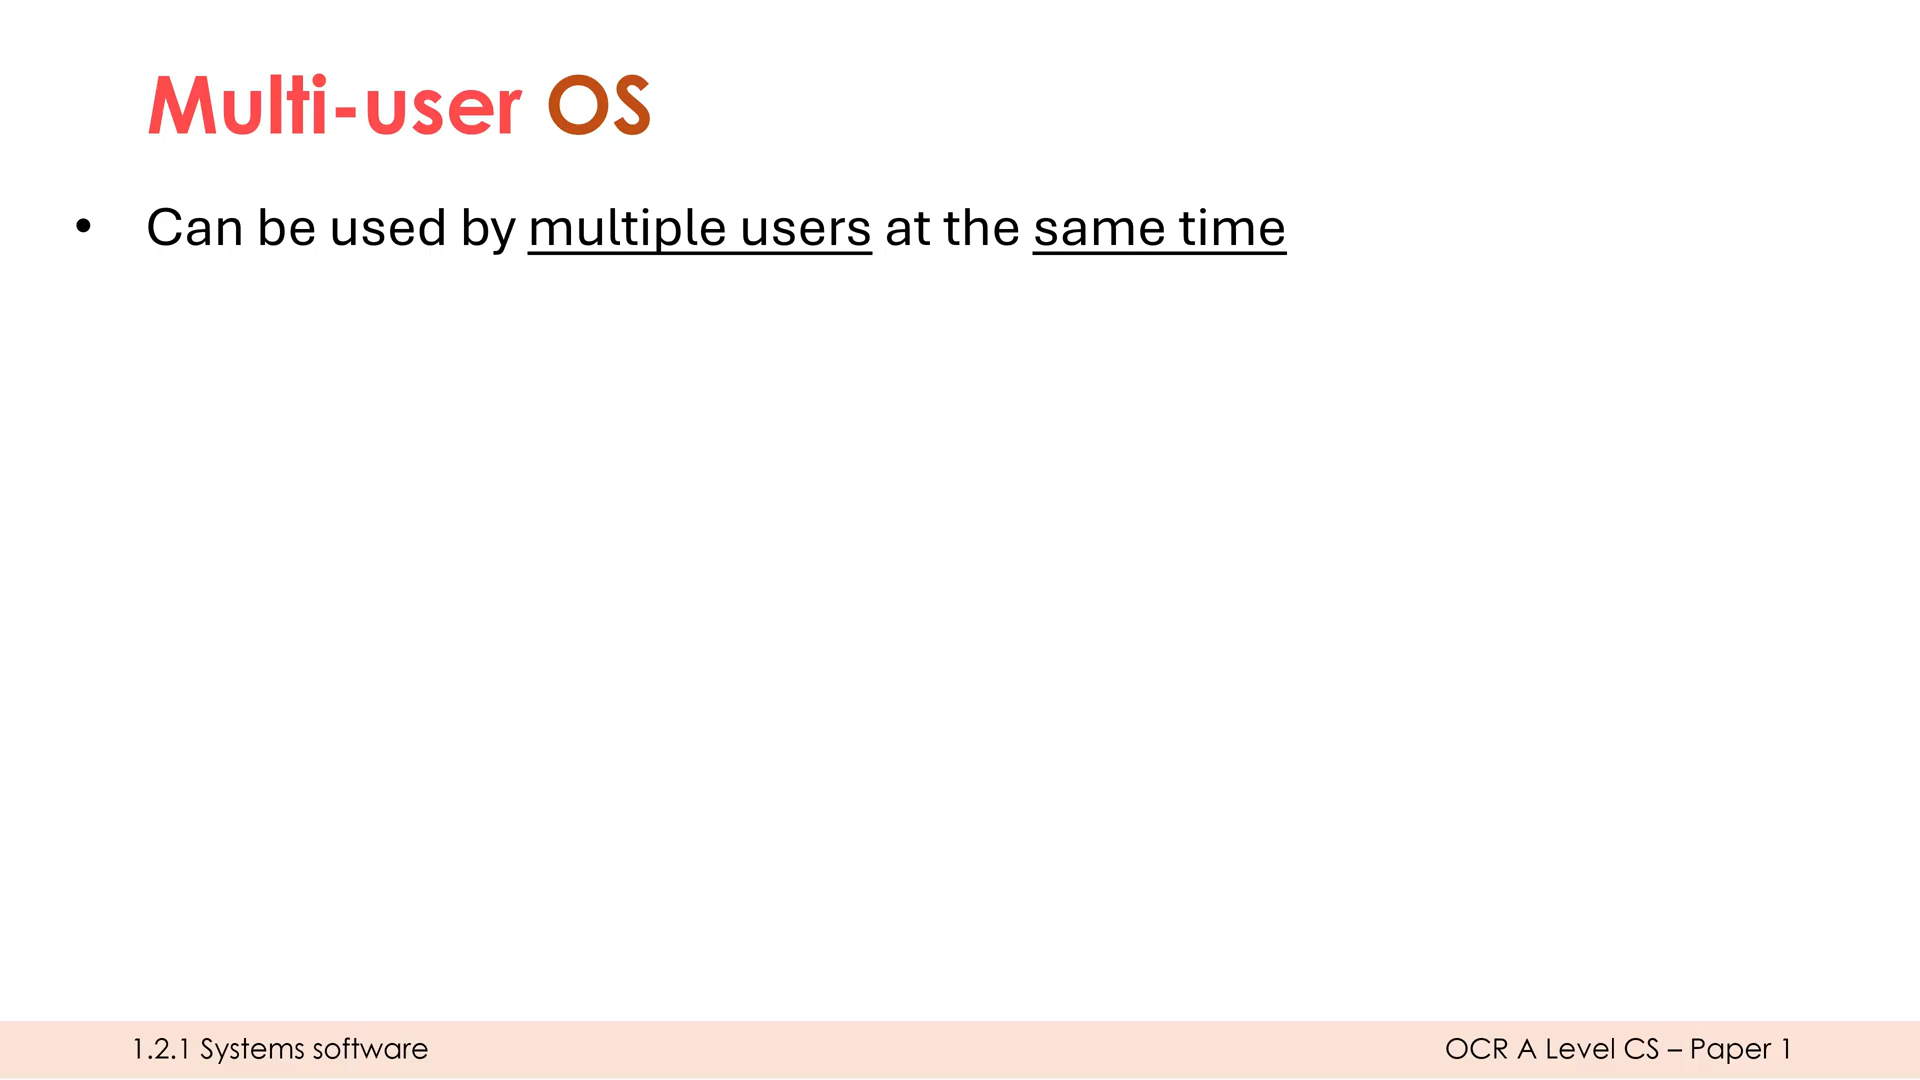 Multi-user OS
• Can be used by multiple users at the same time
1.2.1 Systems software
OCR A Level CS – Paper 1